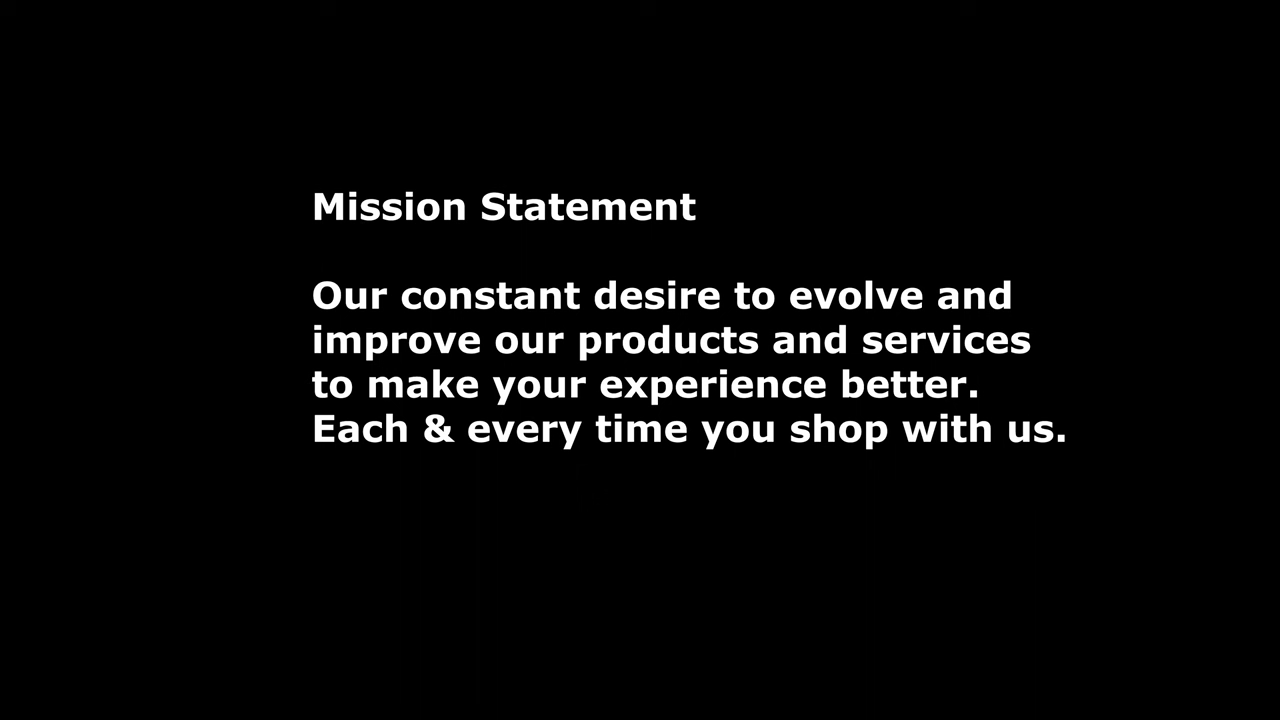 Mission Statement
Our constant desire to evolve and
improve our products and services
to make your experience better.
Each & every time you shop with us.